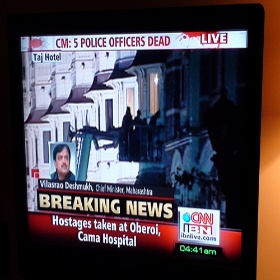 CM: 5 POLICE OFFICERS DEAD
LIVE
Taj Hotel
Vilasrao Deshmukh, Chief Minister, Maharashtra
BREAKING NEWS
Hostages taken at Oberoi,
Cama Hospital
CNN
IBN
ibnlive.com
04:41am